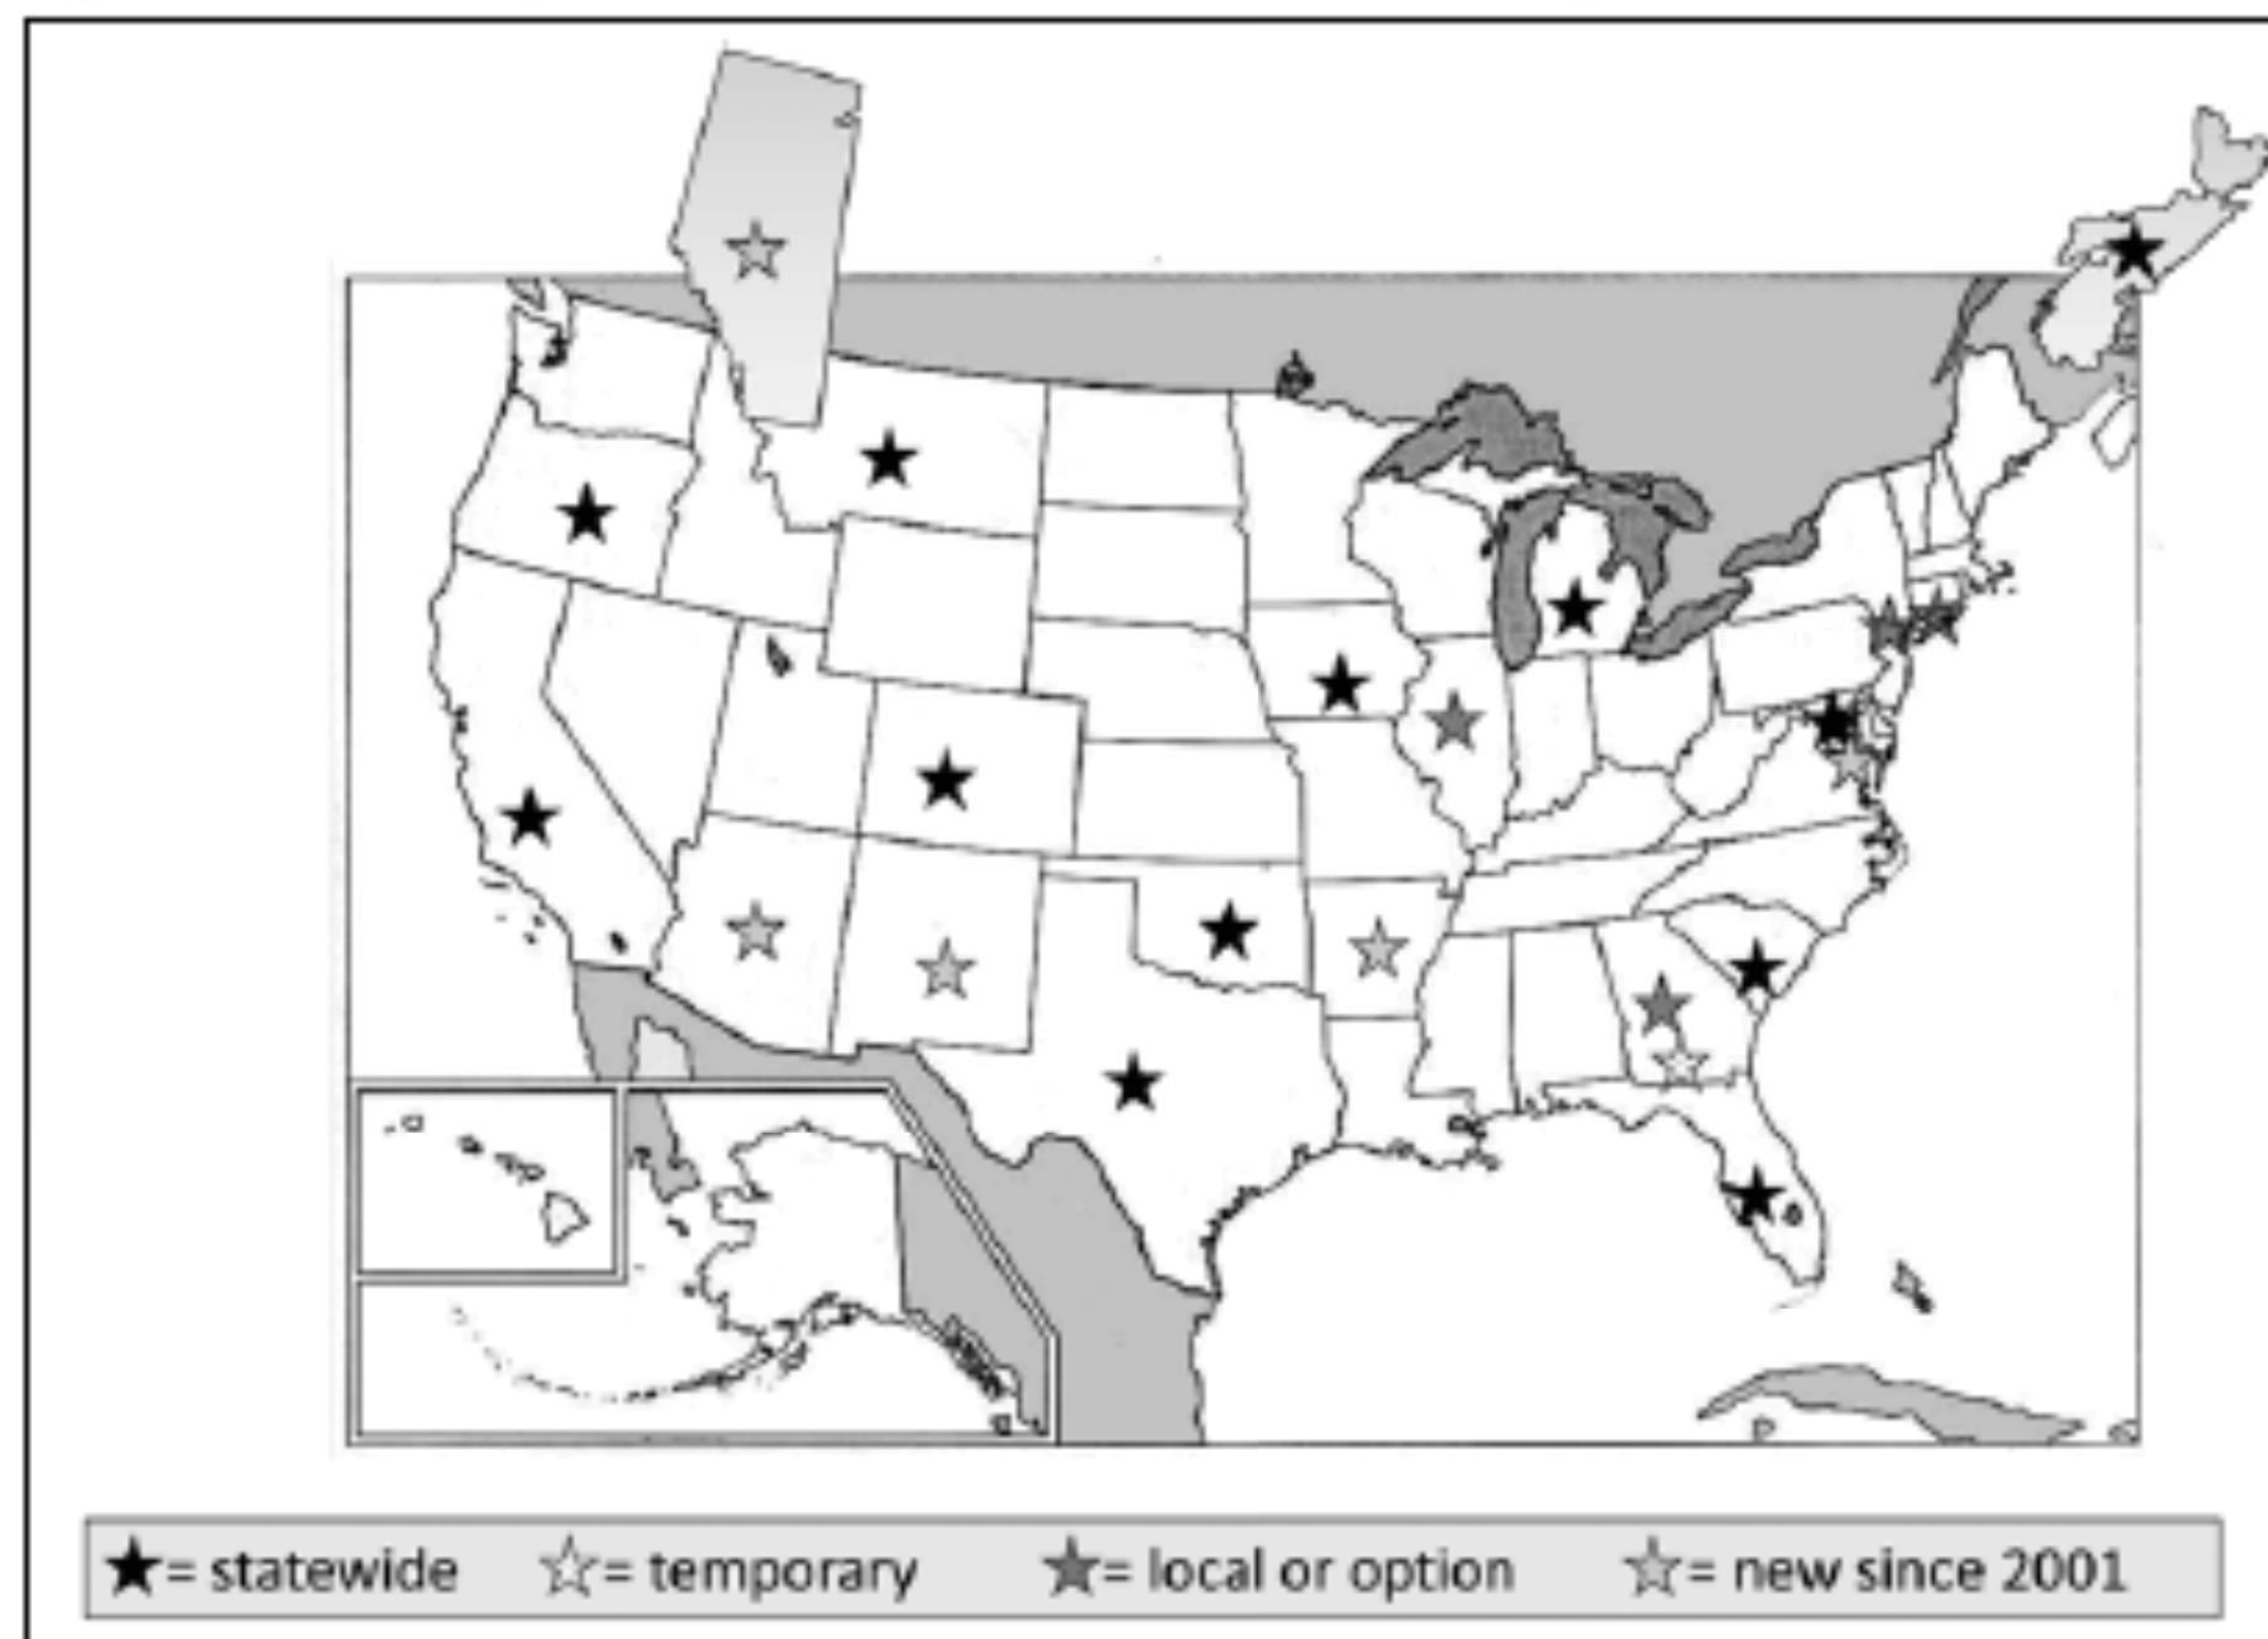 ★= statewide ☆= temporary ★= local or option ☆= new since 2001